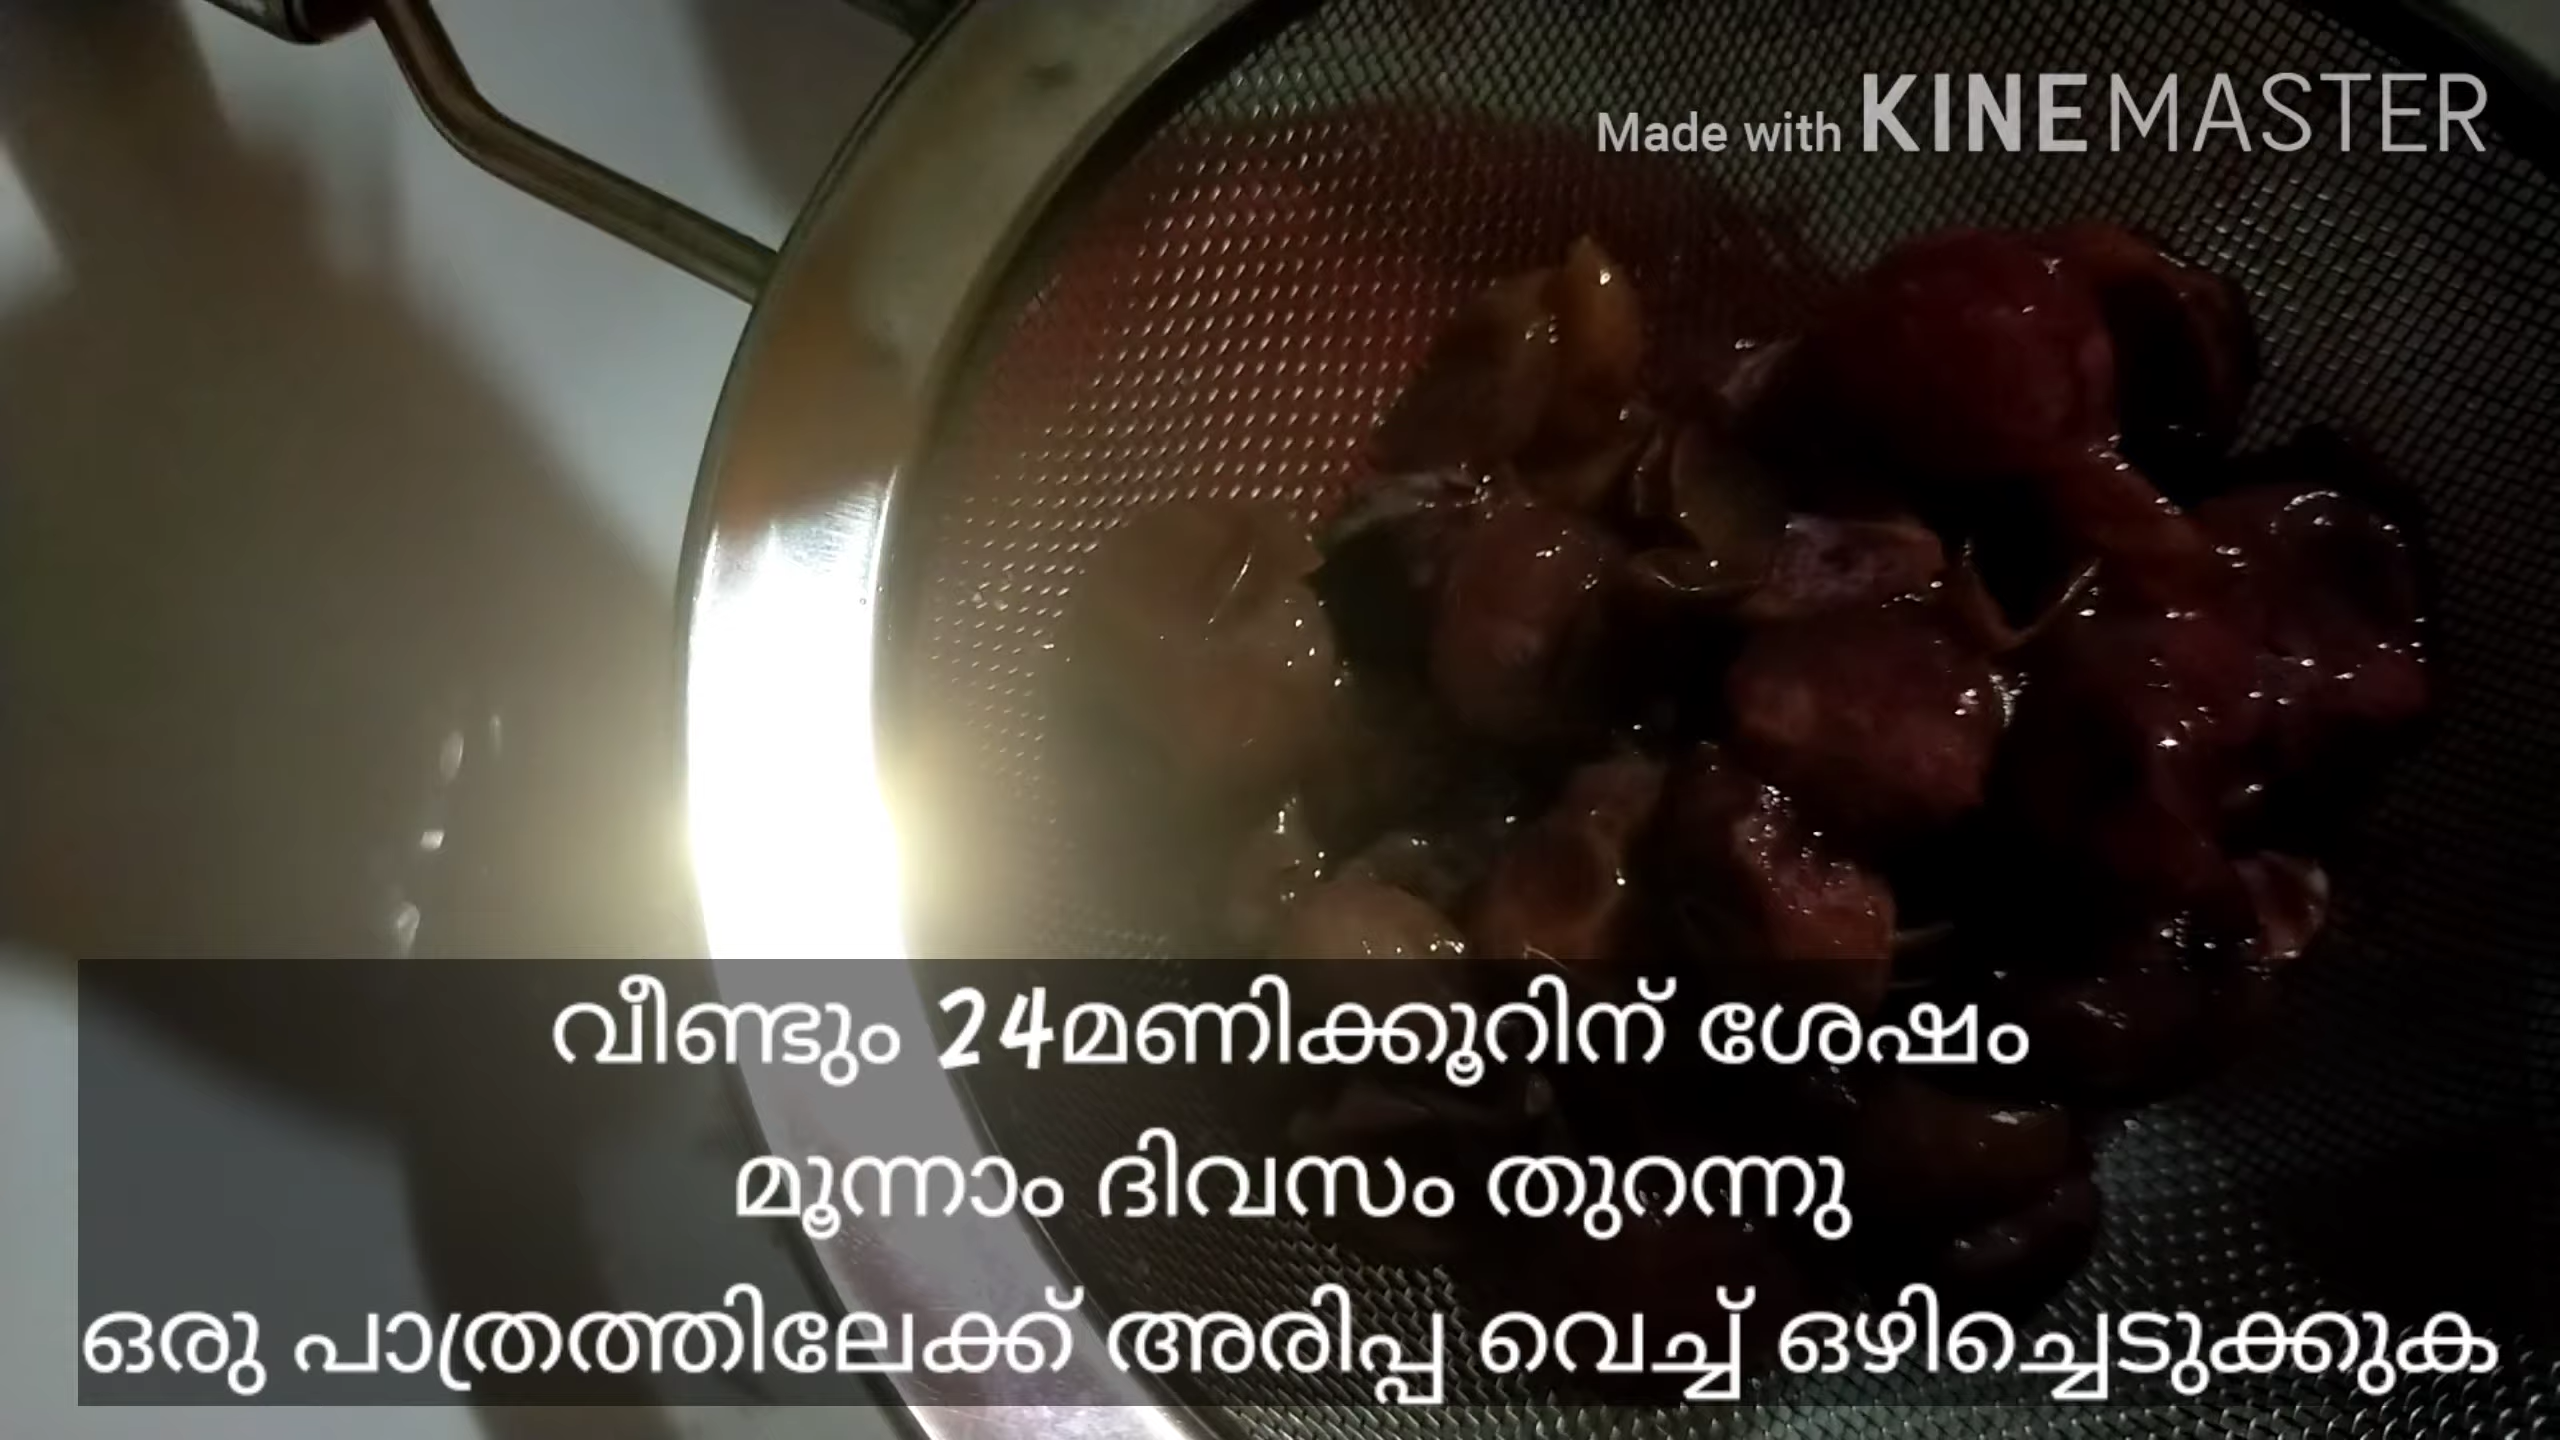 Made with KINEMASTER
വീണ്ടും 24മണിക്കൂറിന് ശേഷം
മൂന്നാം ദിവസം തുറന്നു
ഒരു പാത്രത്തിലേക്ക് അരിപ്പ വെച്ച് ഒഴിച്ചെടുക്കുക